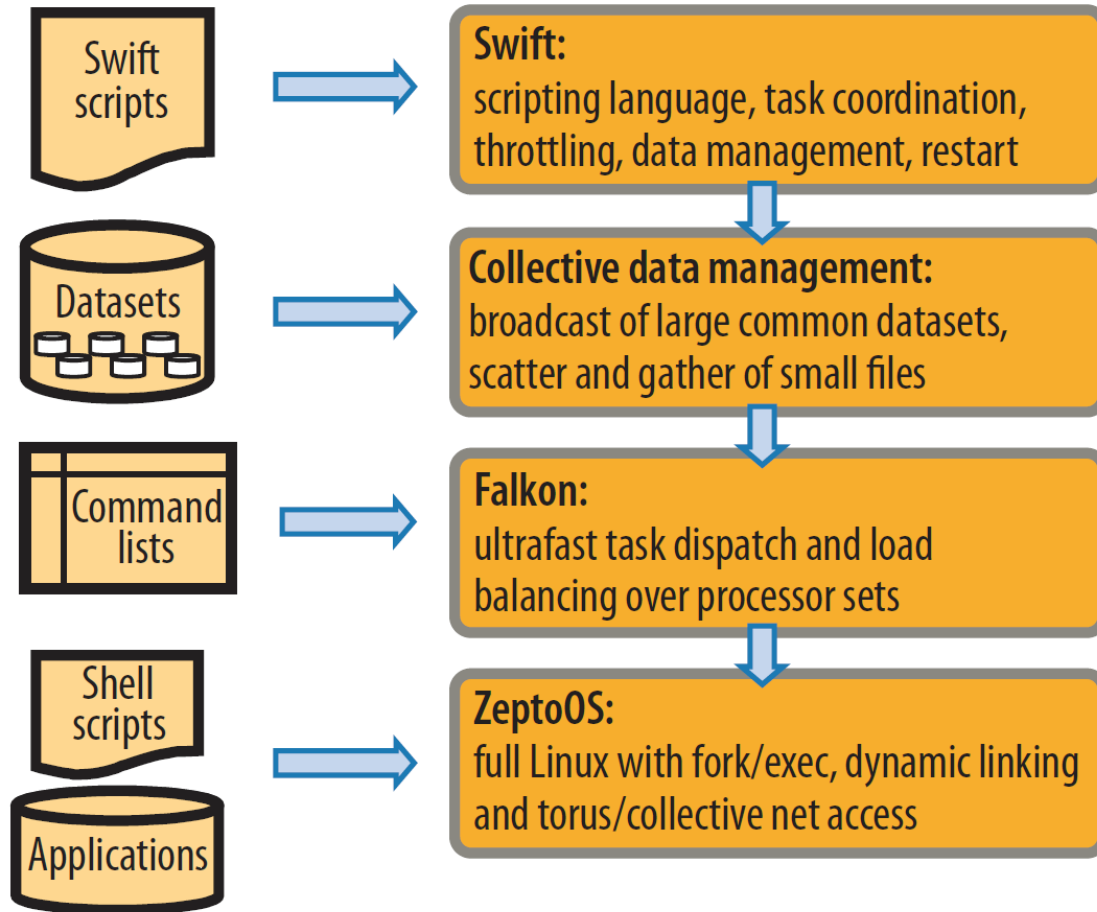 Swift
scripts
Swift:
scripting language, task coordination,
throttling, data management, restart
Datasets
Collective data management:
broadcast of large common datasets,
scatter and gather of small files
Command
lists
Falkon:
ultrafast task dispatch and load
balancing over processor sets
Shell
scripts
Applications
ZeptoOS:
full Linux with fork/exec, dynamic linking
and torus/collective net access